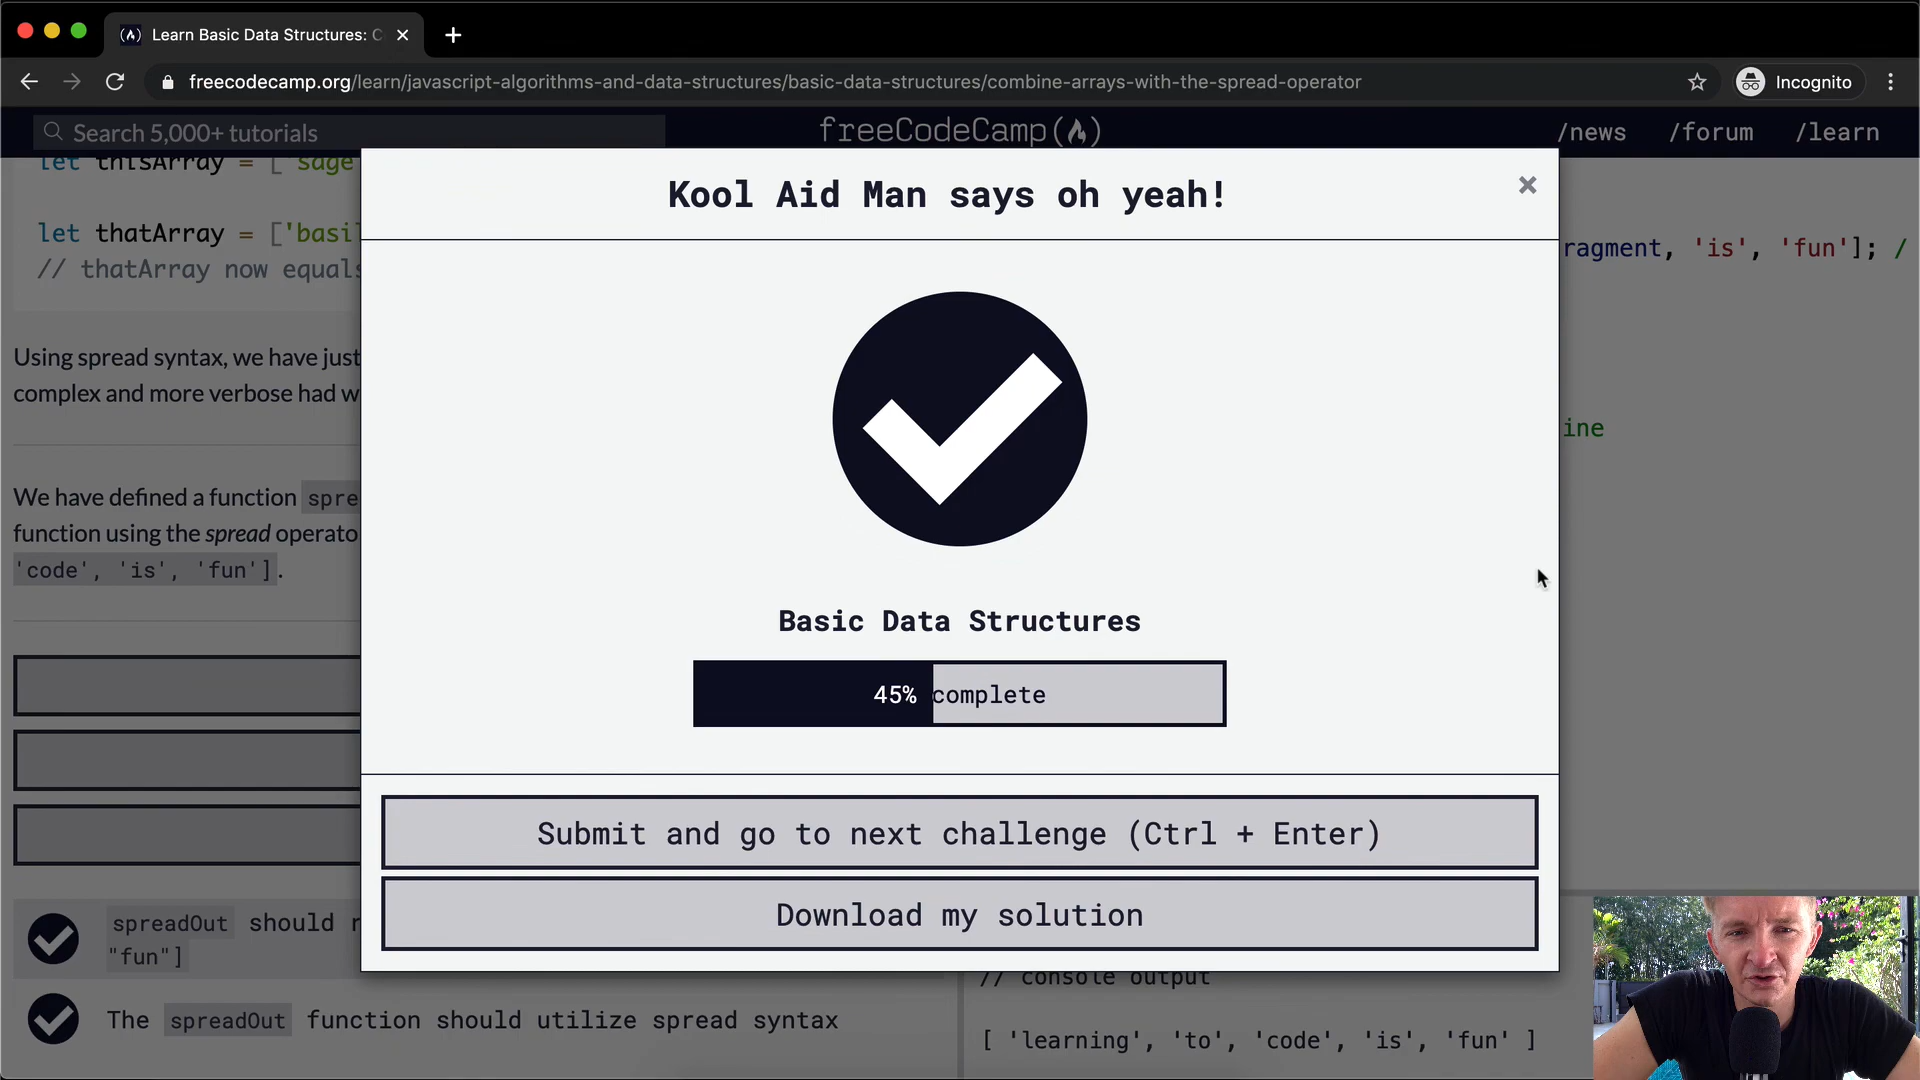 Learn Basic Data Structures: C
freecodecamp.org/learn/javascript-algorithms-and-data-structures/basic-data-structures/combine-arrays-with-the-spread-operator
Incognito
Search 5,000+ tutorials
freeCodeCamp
/news
/forum
/learn
let thisArray = ['sage
let thatArray = ['basil
// thatArray now equals
Using spread syntax, we have just
complex and more verbose had w
We have defined a function spre
function using the spread operato
'code', 'is', 'fun'].
Kool Aid Man says oh yeah!
×
Basic Data Structures
45% complete
Submit and go to next challenge (Ctrl + Enter)
Download my solution
ragment, 'is', 'fun']; /
ine
spreadOut should r
"fun"]
The spreadOut function should utilize spread syntax
// console output
[ 'learning', 'to', 'code', 'is', 'fun' ]